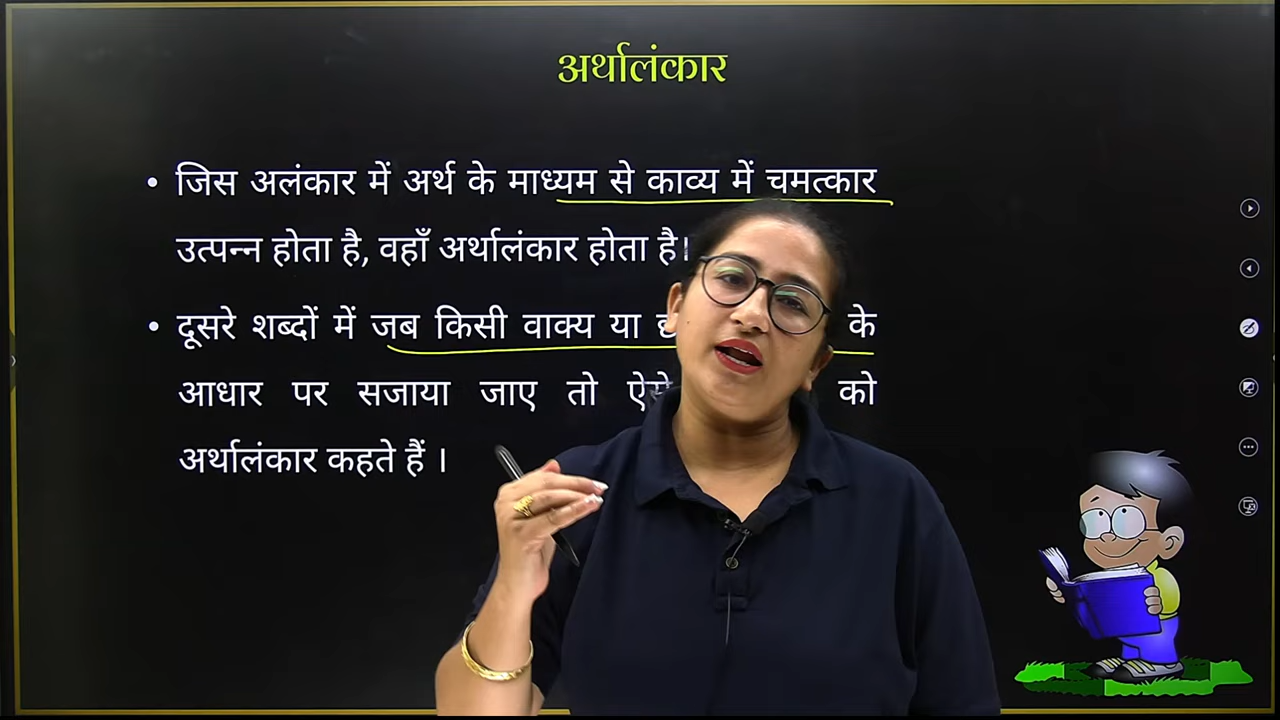 अर्थालंकार
• जिस अलंकार में अर्थ के माध्यम से काव्य में चमत्कार
उत्पन्न होता है, वहाँ अर्थालंकार होता है।
• दूसरे शब्दों में जब किसी वाक्य या के
आधार पर सजाया जाए तो को
अर्थालंकार कहते हैं ।